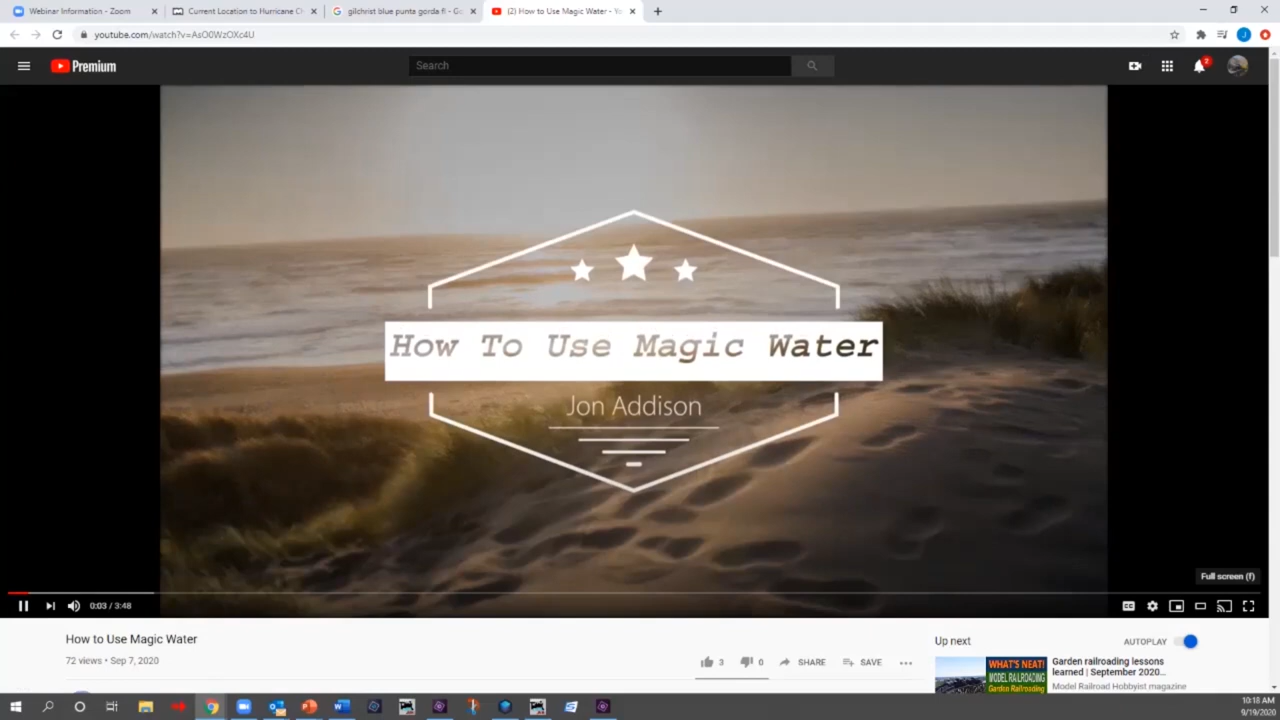 Webinar Information - Zoom
Current Location to Hurricane Ch
gilchrist blue punta gorda fl - Go
(2) How to Use Magic Water - Yo
youtube.com/watch?v=AsO0WzOXc4U
J
Premium
Search
2
How To Use Magic Water
Jon Addison
Full screen (f)
0:03 / 3:48
CC
How to Use Magic Water
72 views • Sep 7, 2020
3
0
SHARE
SAVE
Up next
AUTOPLAY
WHAT'S NEAT!
MODEL RAILROADING
Garden Railroading
Garden railroading lessons
learned | September 2020...
Model Railroad Hobbyist magazine
10:18 AM
9/19/2020